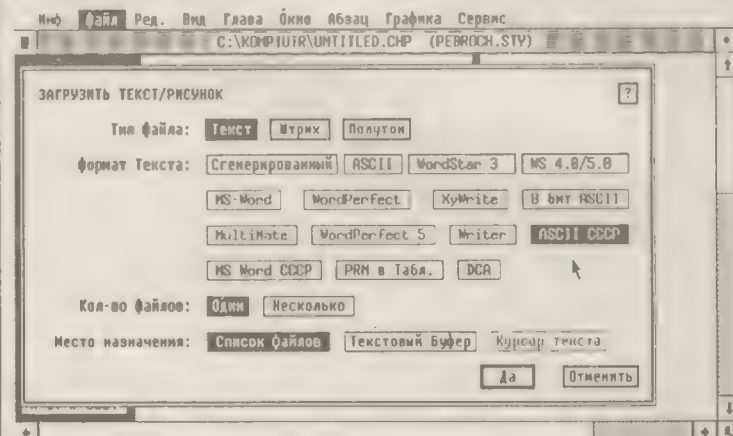 Инф Файл Ред. Вид Глава Окно Абзац Графика Сервис
C:\KOMPIUTR\UNTITLED.CHP (PEBROCH.STY)
ЗАГРУЗИТЬ ТЕКСТ/РИСУНОК ?
Тип файла: Текст Штрих Полутон
Формат Текста: Сгенерированный ASCII WordStar 3 WS 4.0/5.0
MS-Word WordPerfect XyWrite 8 бит ASCII
MultiMate WordPerfect 5 Writer ASCII СССР
MS Word СССР PRN в Табл. DCA
Кол-во файлов: Один Несколько
Место назначения: Список файлов Текстовый Буфер Курсор текста
Да Отменить